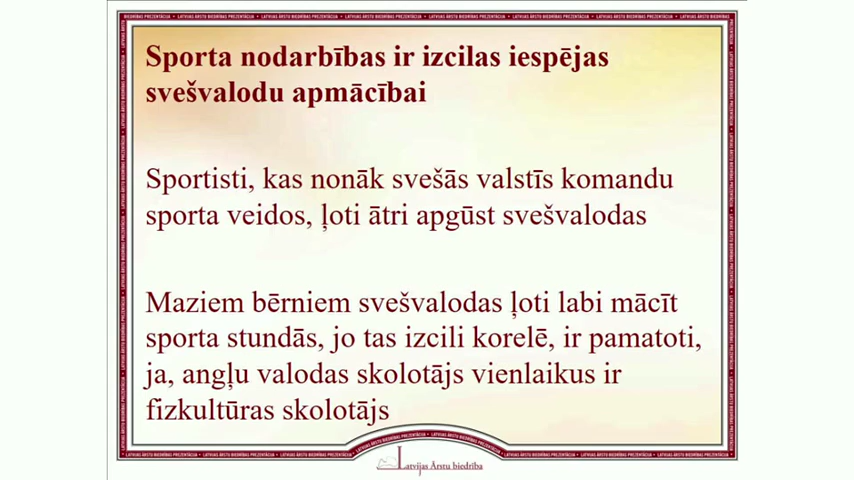 Sporta nodarbības ir izcilas iespējas
svešvalodu apmācībai
Sportisti, kas nonāk svešās valstīs komandu
sporta veidos, ļoti ātri apgūst svešvalodas
Maziem bērniem svešvalodas ļoti labi mācīt
sporta stundās, jo tas izcili korelē, ir pamatoti,
ja, angļu valodas skolotājs vienlaikus ir
fizkultūras skolotājs
Latvijas Ārstu biedrība